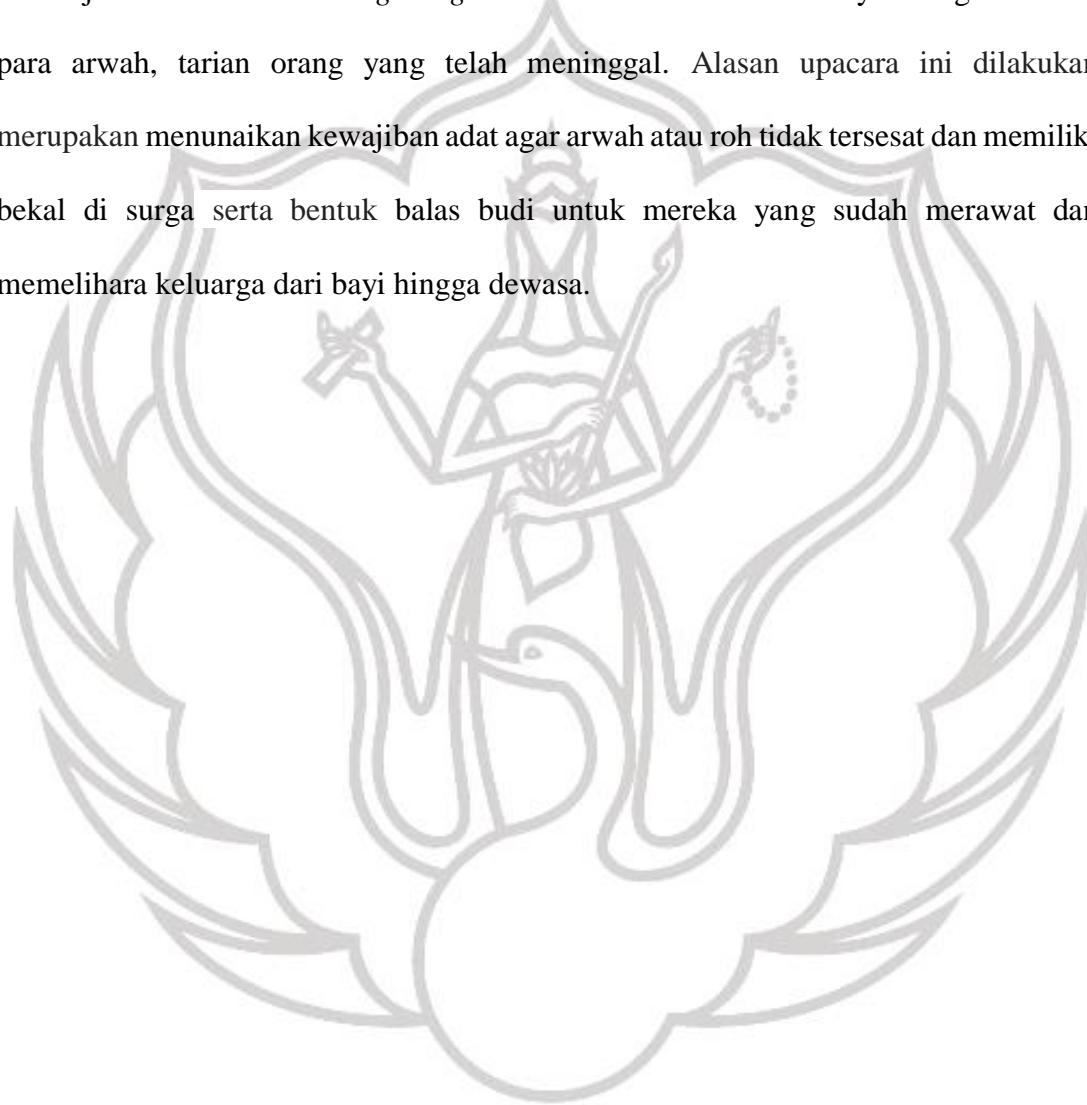 para arwah, tarian orang yang telah meninggal. Alasan upacara ini dilakukan
merupakan menunaikan kewajiban adat agar arwah atau roh tidak tersesat dan memilik
bekal di surga serta bentuk balas budi untuk mereka yang sudah merawat dan
memelihara keluarga dari bayi hingga dewasa.